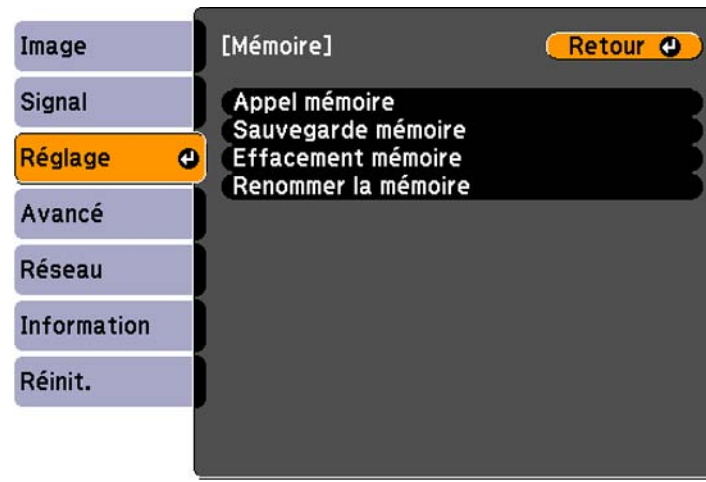 Image
Signal
Réglage
Avancé
Réseau
Information
Réinit.
[Mémoire]
Retour
Appel mémoire
Sauvegarde mémoire
Effacement mémoire
Renommer la mémoire